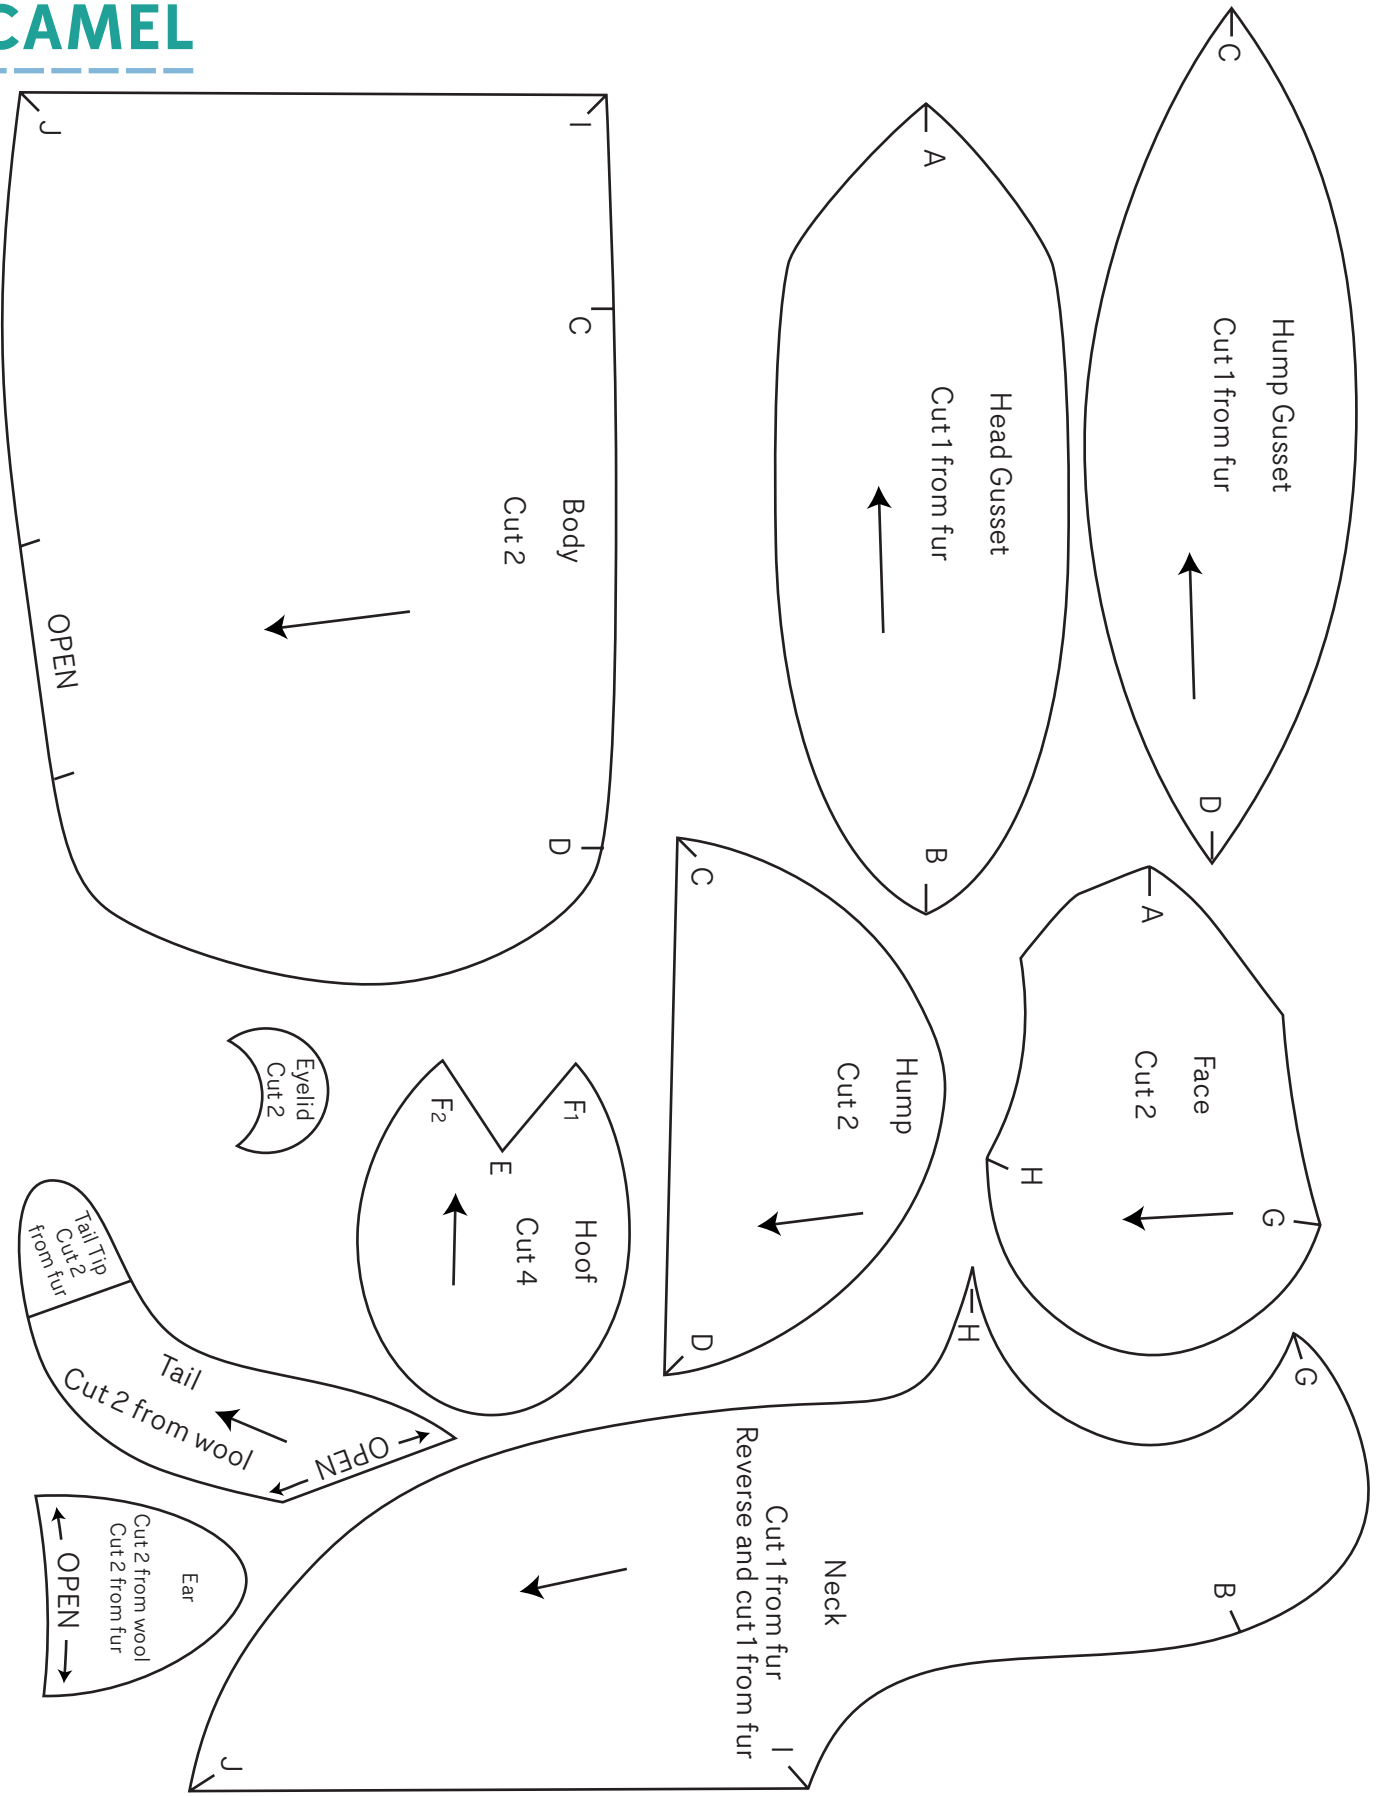 CAMEL
C
Hump Gusset
Cut 1 from fur
D
A
Head Gusset
Cut 1 from fur
B
I
J
C
Body
Cut 2
OPEN
D
A
Face
Cut 2
H
G
C
Hump
Cut 2
D
Eyelid
Cut 2
F1
F2
E
Hoof
Cut 4
Tail Tip
Cut 2
from fur
Tail
Cut 2 from wool
OPEN
Ear
Cut 2 from wool
Cut 2 from fur
OPEN
H
G
B
Neck
Cut 1 from fur
Reverse and cut 1 from fur
I
J